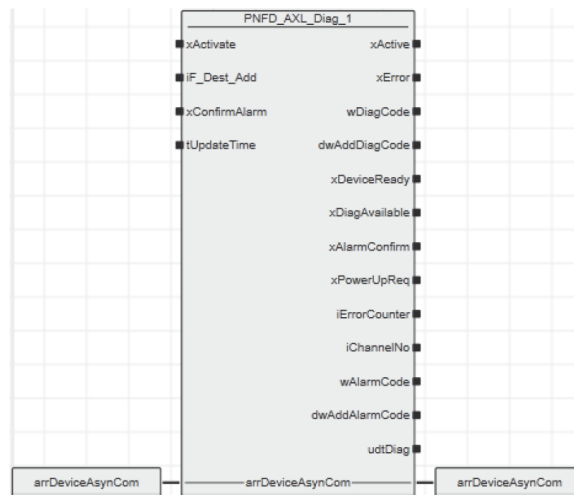 PNFD_AXL_Diag_1
xActivate xActive
iF_Dest_Add xError
xConfirmAlarm wDiagCode
tUpdateTime dwAddDiagCode
xDeviceReady
xDiagAvailable
xAlarmConfirm
xPowerUpReq
iErrorCounter
iChannelNo
wAlarmCode
dwAddAlarmCode
udtDiag
arrDeviceAsynCom arrDeviceAsynCom arrDeviceAsynCom